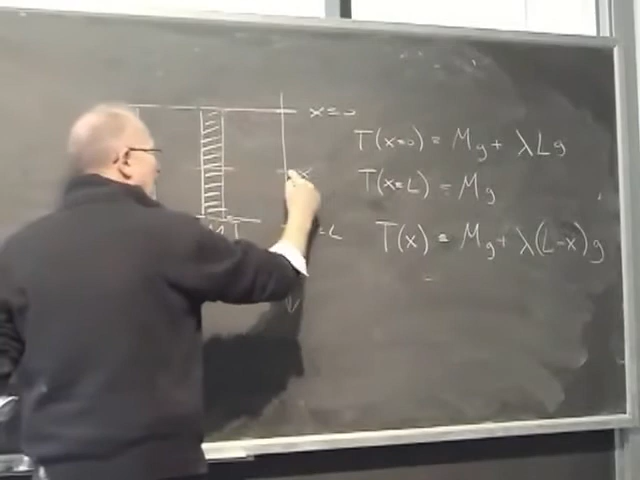 x=0
T(x=0) = Mg + λLg
x
T(x=L) = Mg
=L
T(x) = Mg + λ(L-x)g